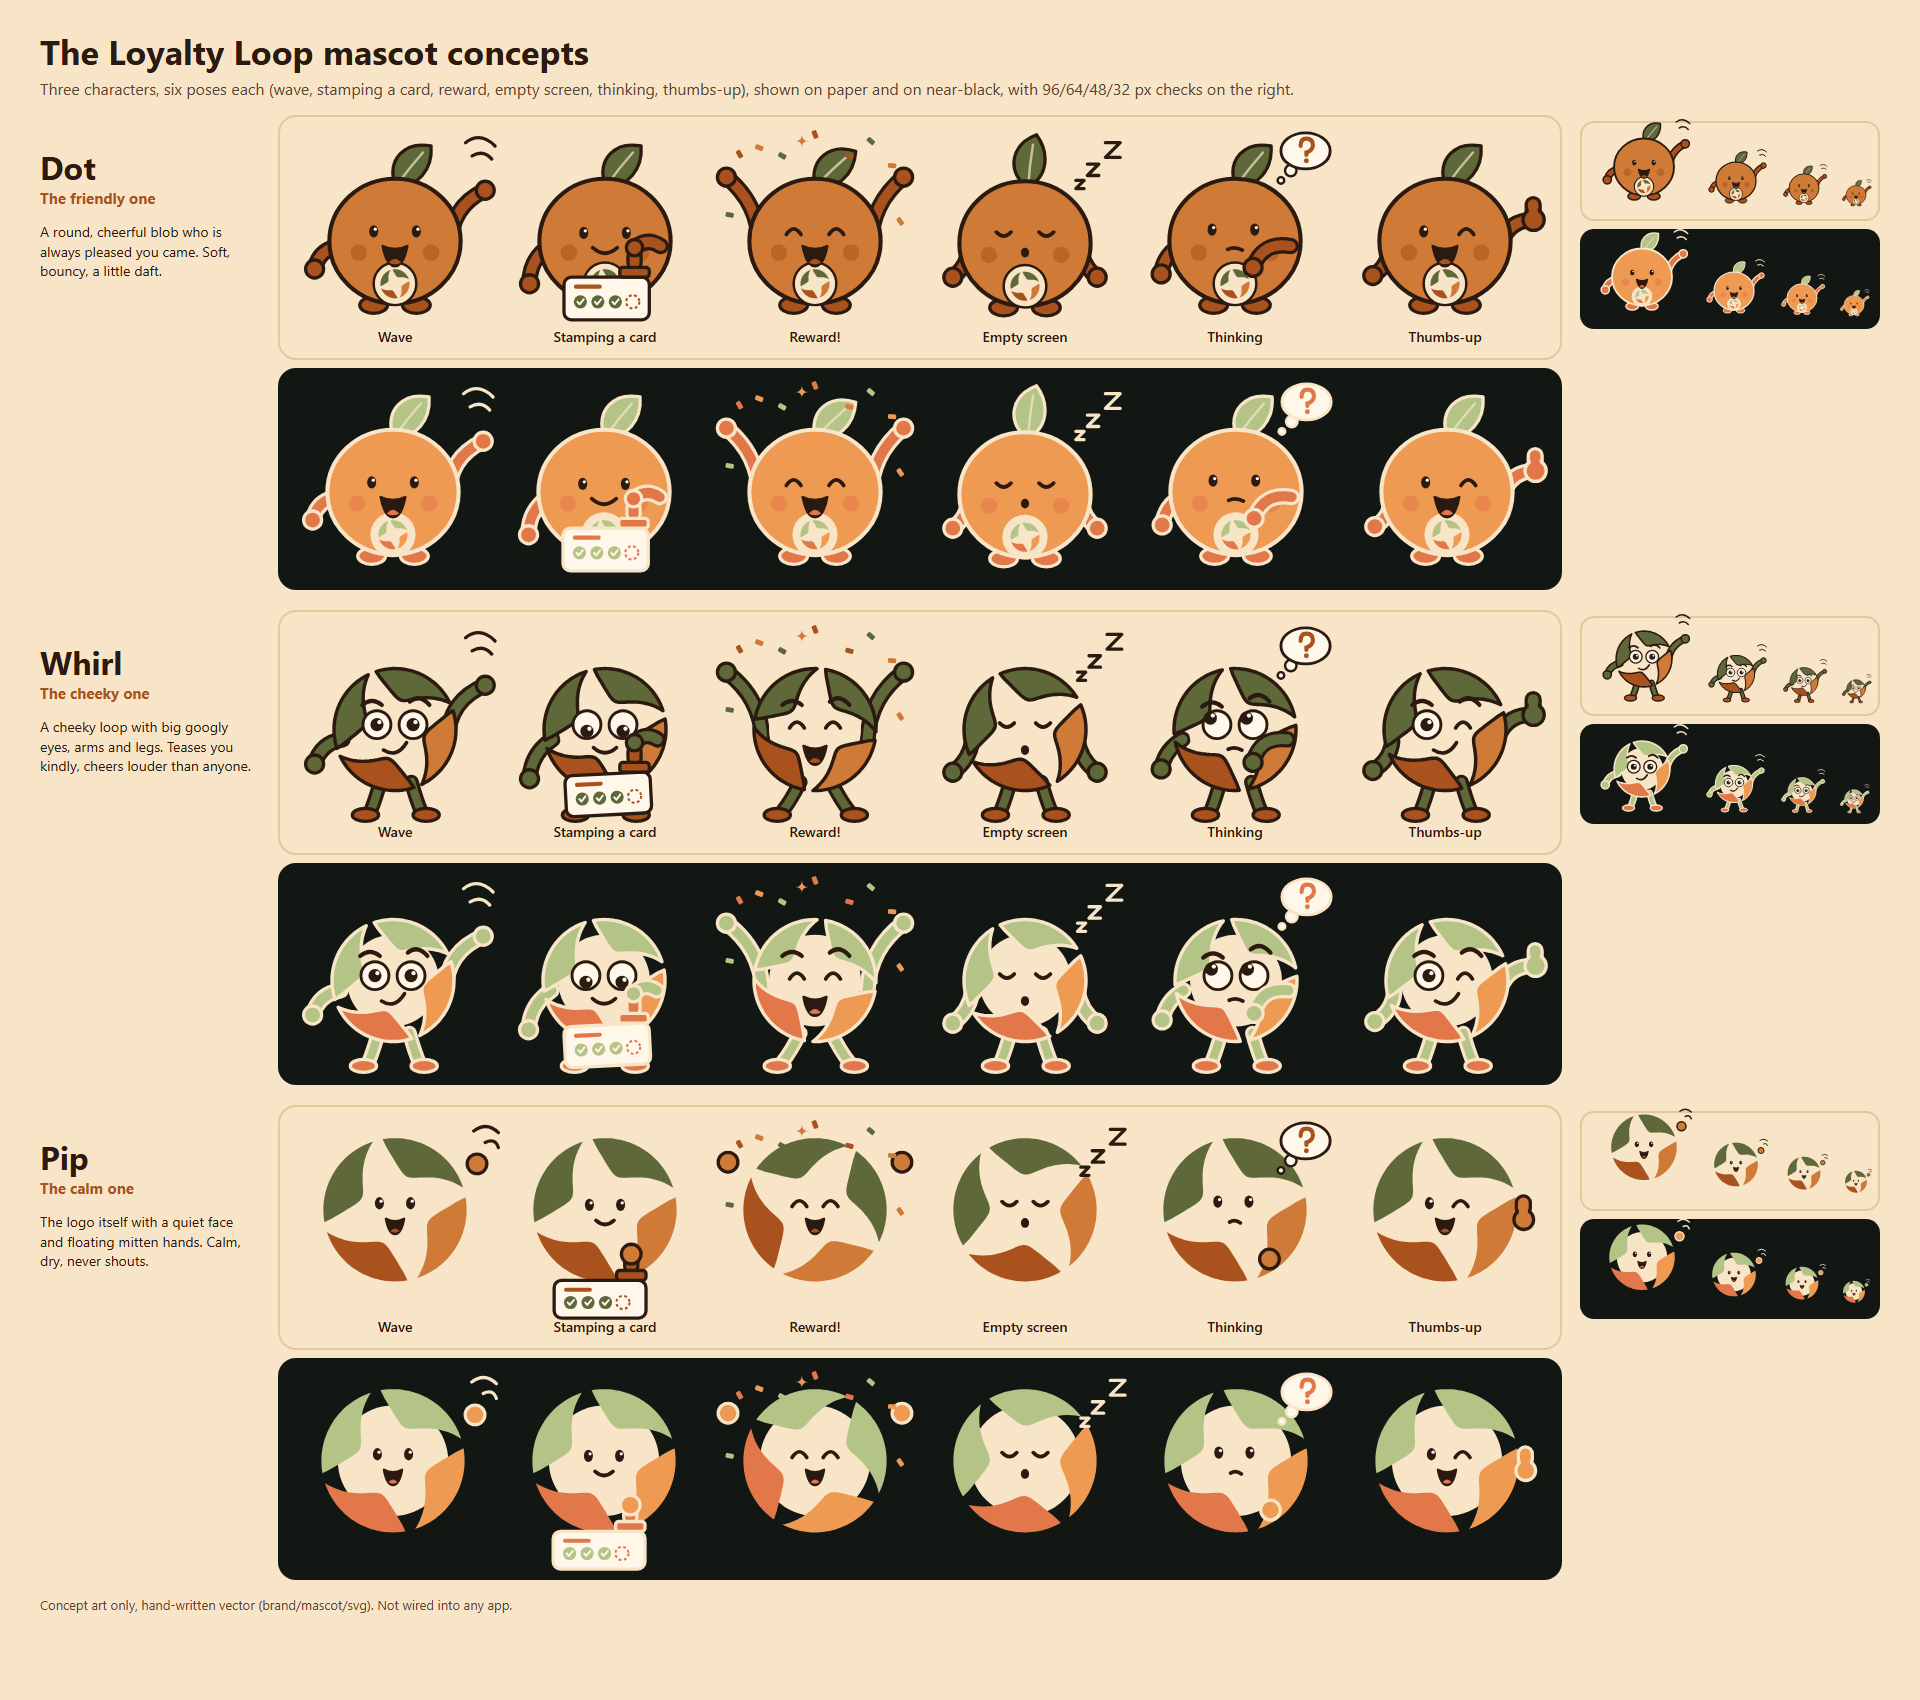 The Loyalty Loop mascot concepts
Three characters, six poses each (wave, stamping a card, reward, empty screen, thinking, thumbs-up), shown on paper and on near-black, with 96/64/48/32 px checks on the right.
Dot
The friendly one
A round, cheerful blob who is
always pleased you came. Soft,
bouncy, a little daft.
z z Z
?
Wave
Stamping a card
Reward!
Empty screen
Thinking
Thumbs-up
z z Z
?
Whirl
The cheeky one
A cheeky loop with big googly
eyes, arms and legs. Teases you
kindly, cheers louder than anyone.
z z Z
?
Wave
Stamping a card
Reward!
Empty screen
Thinking
Thumbs-up
z z Z
?
Pip
The calm one
The logo itself with a quiet face
and floating mitten hands. Calm,
dry, never shouts.
z z Z
?
Wave
Stamping a card
Reward!
Empty screen
Thinking
Thumbs-up
z z Z
?
Concept art only, hand-written vector (brand/mascot/svg). Not wired into any app.